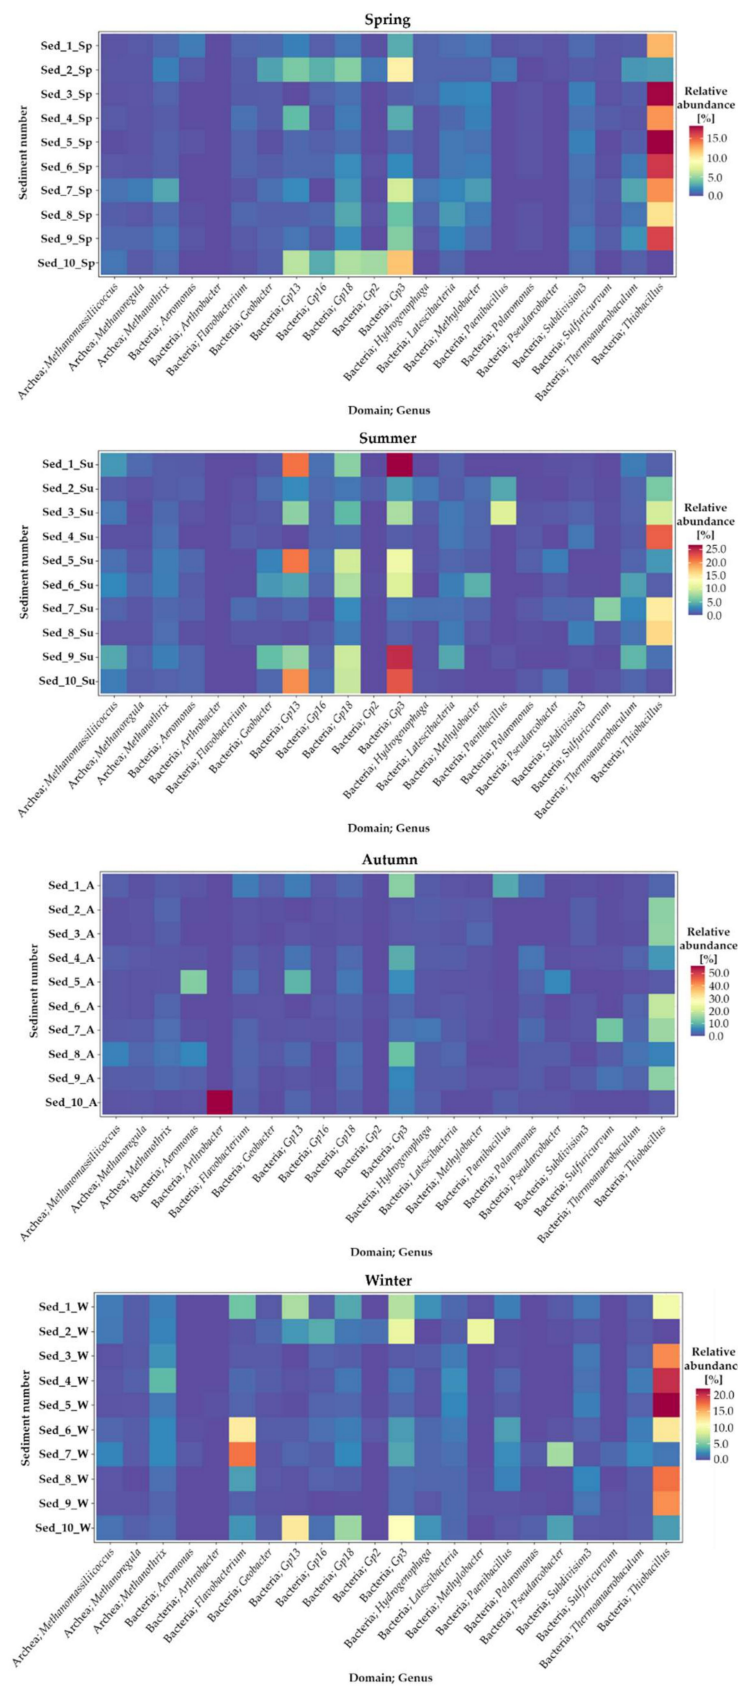 Spring
Sed_1_Sp
Sed_2_Sp
Sed_3_Sp
Sed_4_Sp
Sed_5_Sp
Sed_6_Sp
Sed_7_Sp
Sed_8_Sp
Sed_9_Sp
Sed_10_Sp
Sediment number
Relative
abundance
[%]
15.0
10.0
5.0
0.0
Archea; Methanomassiliicoccus
Archea; Methanoregula
Archea; Methanothrix
Bacteria; Aeromonas
Bacteria; Arthrobacter
Bacteria; Flavobacterium
Bacteria; Geobacter
Bacteria; Gp13
Bacteria; Gp16
Bacteria; Gp18
Bacteria; Gp2
Bacteria; Gp3
Bacteria; Hydrogenophaga
Bacteria; Latescibacteria
Bacteria; Methylobacter
Bacteria; Paenibacillus
Bacteria; Polaromonas
Bacteria; Pseudarcobacter
Bacteria; Subdivision3
Bacteria; Sulfuricurvum
Bacteria; Thermoanaerobaculum
Bacteria; Thiobacillus
Domain; Genus
Summer
Sed_1_Su
Sed_2_Su
Sed_3_Su
Sed_4_Su
Sed_5_Su
Sed_6_Su
Sed_7_Su
Sed_8_Su
Sed_9_Su
Sed_10_Su
Sediment number
Relative
abundance
[%]
25.0
20.0
15.0
10.0
5.0
0.0
Archea; Methanomassiliicoccus
Archea; Methanoregula
Archea; Methanothrix
Bacteria; Aeromonas
Bacteria; Arthrobacter
Bacteria; Flavobacterium
Bacteria; Geobacter
Bacteria; Gp13
Bacteria; Gp16
Bacteria; Gp18
Bacteria; Gp2
Bacteria; Gp3
Bacteria; Hydrogenophaga
Bacteria; Latescibacteria
Bacteria; Methylobacter
Bacteria; Paenibacillus
Bacteria; Polaromonas
Bacteria; Pseudarcobacter
Bacteria; Subdivision3
Bacteria; Sulfuricurvum
Bacteria; Thermoanaerobaculum
Bacteria; Thiobacillus
Domain; Genus
Autumn
Sed_1_A
Sed_2_A
Sed_3_A
Sed_4_A
Sed_5_A
Sed_6_A
Sed_7_A
Sed_8_A
Sed_9_A
Sed_10_A
Sediment number
Relative
abundance
[%]
50.0
40.0
30.0
20.0
10.0
0.0
Archea; Methanomassiliicoccus
Archea; Methanoregula
Archea; Methanothrix
Bacteria; Aeromonas
Bacteria; Arthrobacter
Bacteria; Flavobacterium
Bacteria; Geobacter
Bacteria; Gp13
Bacteria; Gp16
Bacteria; Gp18
Bacteria; Gp2
Bacteria; Gp3
Bacteria; Hydrogenophaga
Bacteria; Latescibacteria
Bacteria; Methylobacter
Bacteria; Paenibacillus
Bacteria; Polaromonas
Bacteria; Pseudarcobacter
Bacteria; Subdivision3
Bacteria; Sulfuricurvum
Bacteria; Thermoanaerobaculum
Bacteria; Thiobacillus
Domain; Genus
Winter
Sed_1_W
Sed_2_W
Sed_3_W
Sed_4_W
Sed_5_W
Sed_6_W
Sed_7_W
Sed_8_W
Sed_9_W
Sed_10_W
Sediment number
Relative
abundance
[%]
20.0
15.0
10.0
5.0
0.0
Archea; Methanomassiliicoccus
Archea; Methanoregula
Archea; Methanothrix
Bacteria; Aeromonas
Bacteria; Arthrobacter
Bacteria; Flavobacterium
Bacteria; Geobacter
Bacteria; Gp13
Bacteria; Gp16
Bacteria; Gp18
Bacteria; Gp2
Bacteria; Gp3
Bacteria; Hydrogenophaga
Bacteria; Latescibacteria
Bacteria; Methylobacter
Bacteria; Paenibacillus
Bacteria; Polaromonas
Bacteria; Pseudarcobacter
Bacteria; Subdivision3
Bacteria; Sulfuricurvum
Bacteria; Thermoanaerobaculum
Bacteria; Thiobacillus
Domain; Genus